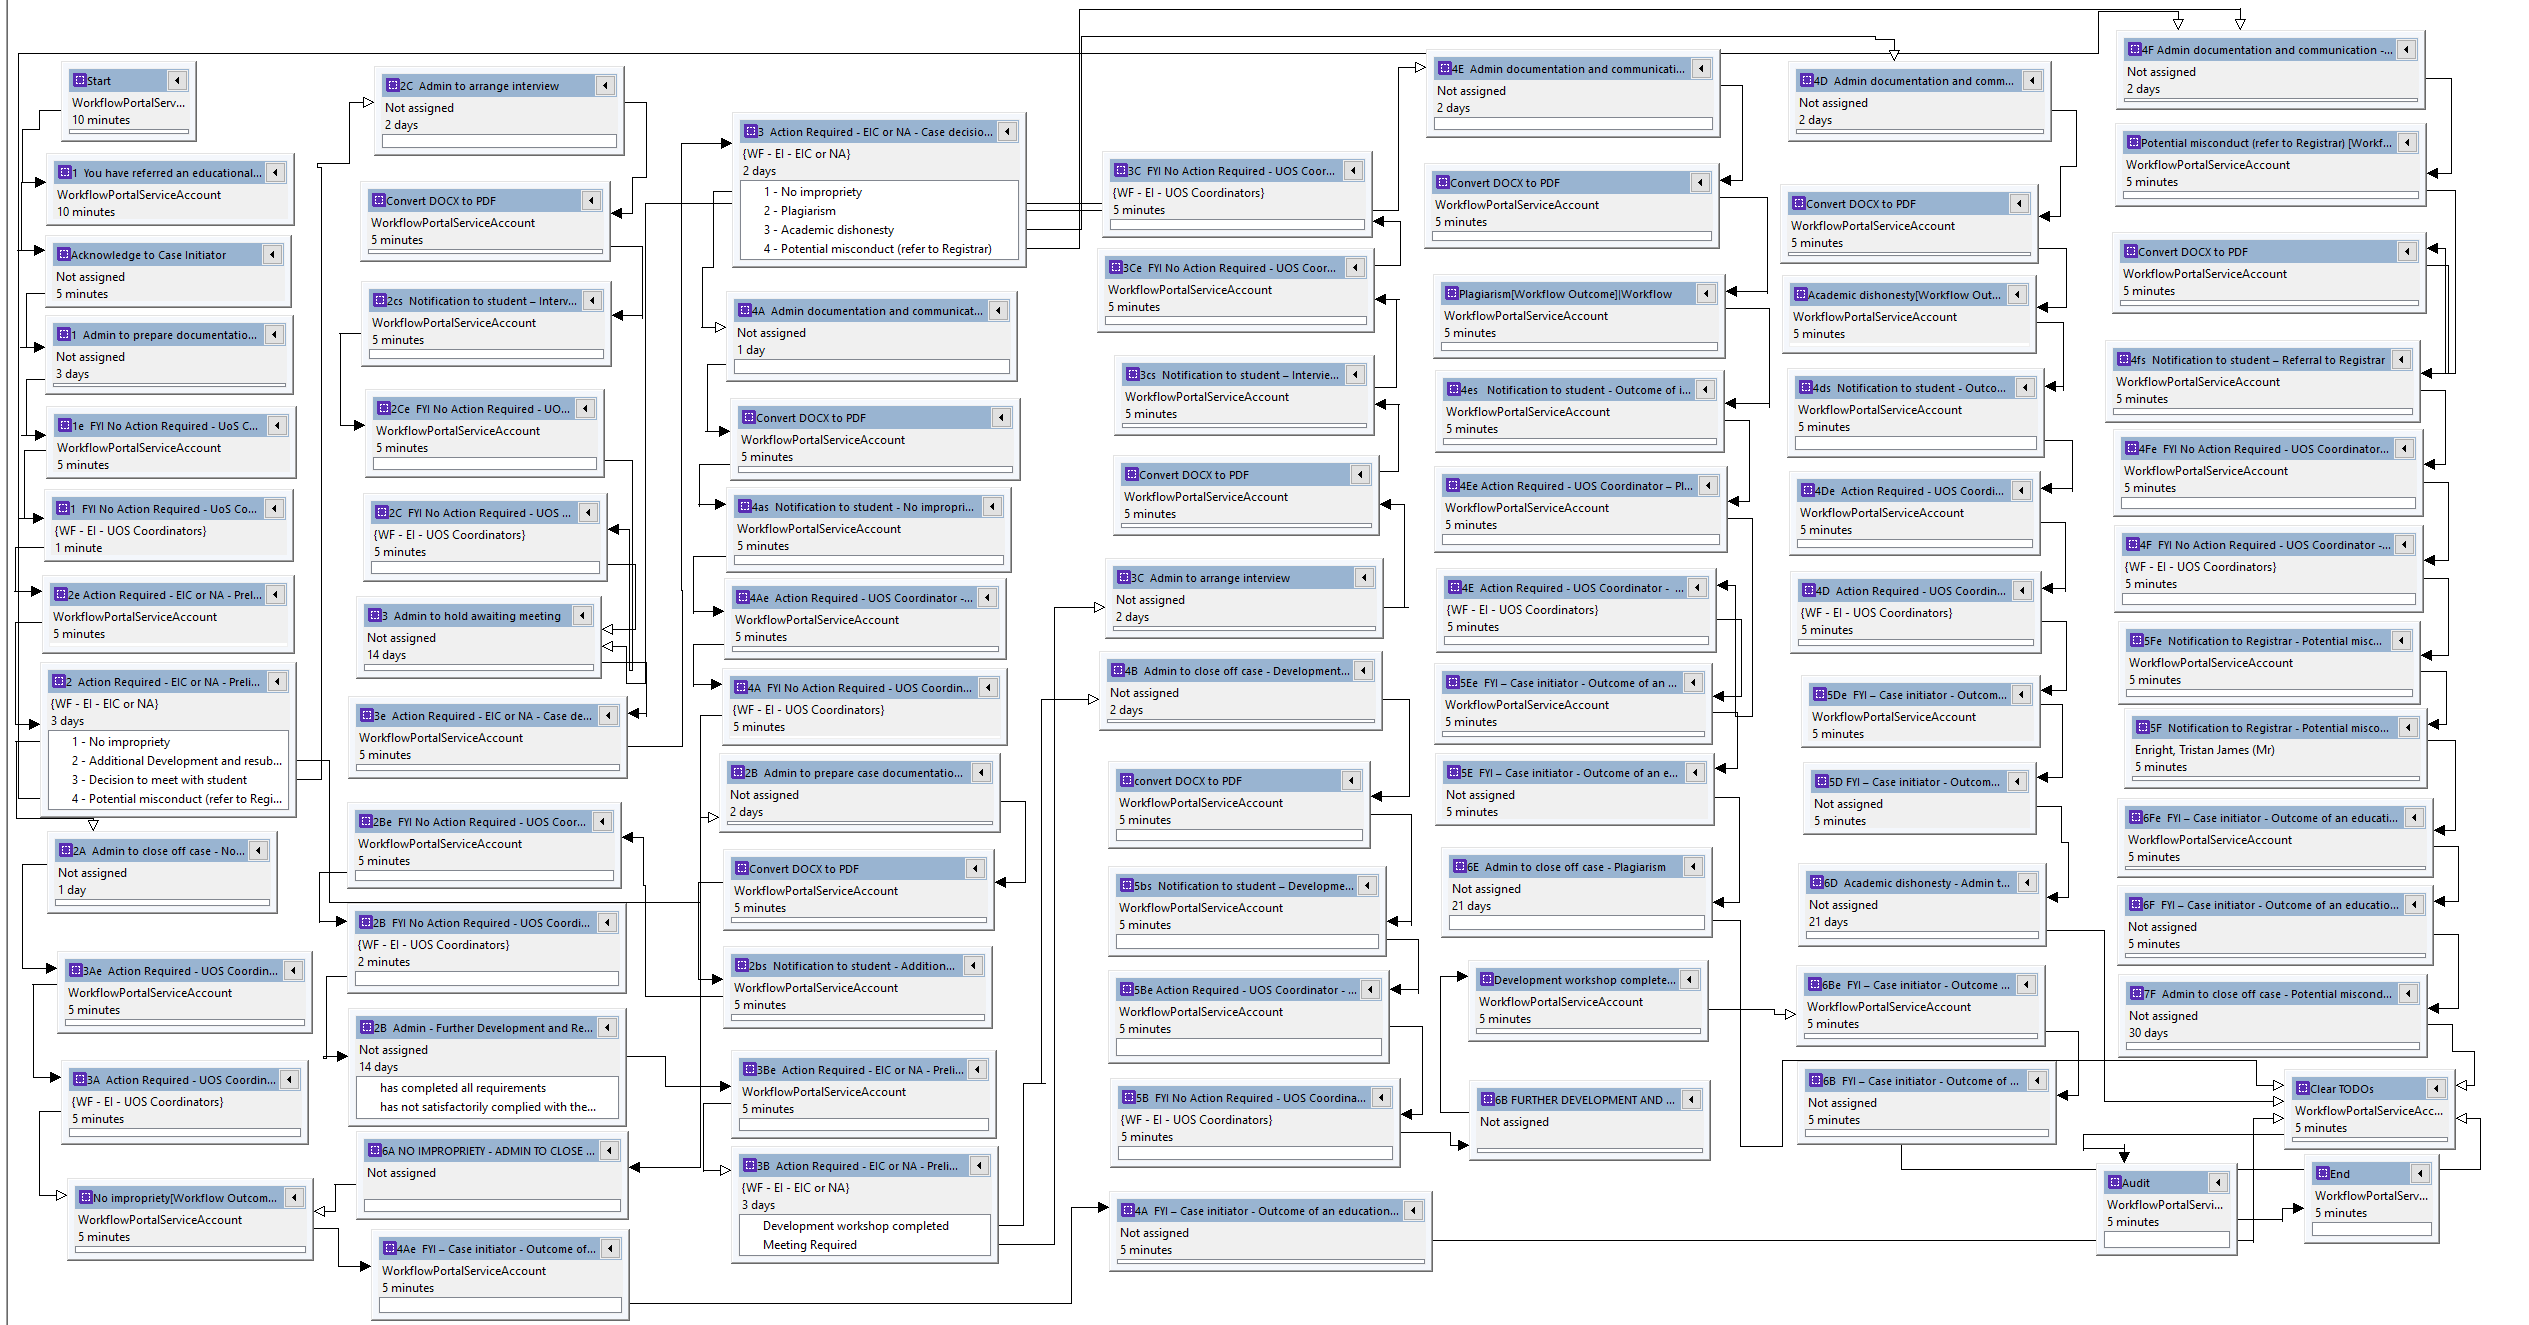 Start
WorkflowPortalServ...
10 minutes
1 You have referred an educational...
WorkflowPortalServiceAccount
10 minutes
Acknowledge to Case Initiator
Not assigned
5 minutes
1 Admin to prepare documentatio...
Not assigned
3 days
1e FYI No Action Required - UoS C...
WorkflowPortalServiceAccount
5 minutes
1 FYI No Action Required - UoS Co...
{WF - EI - UOS Coordinators}
1 minute
2e Action Required - EIC or NA - Prel...
WorkflowPortalServiceAccount
5 minutes
2 Action Required - EIC or NA - Preli...
{WF - EI - EIC or NA}
3 days
1 - No impropriety
2 - Additional Development and resub...
3 - Decision to meet with student
4 - Potential misconduct (refer to Regi...
2A Admin to close off case - No...
Not assigned
1 day
3Ae Action Required - UOS Coordin...
WorkflowPortalServiceAccount
5 minutes
3A Action Required - UOS Coordin...
{WF - EI - UOS Coordinators}
5 minutes
No impropriety[Workflow Outcom...
WorkflowPortalServiceAccount
5 minutes
2C Admin to arrange interview
Not assigned
2 days
Convert DOCX to PDF
WorkflowPortalServiceAccount
5 minutes
2cs Notification to student – Interv...
WorkflowPortalServiceAccount
5 minutes
2Ce FYI No Action Required - UO...
WorkflowPortalServiceAccount
5 minutes
2C FYI No Action Required - UOS ...
{WF - EI - UOS Coordinators}
5 minutes
3 Admin to hold awaiting meeting
Not assigned
14 days
3e Action Required - EIC or NA - Case de...
WorkflowPortalServiceAccount
5 minutes
2Be FYI No Action Required - UOS Coor...
WorkflowPortalServiceAccount
5 minutes
2B FYI No Action Required - UOS Coordi...
{WF - EI - UOS Coordinators}
2 minutes
2B Admin - Further Development and Re...
Not assigned
14 days
has completed all requirements
has not satisfactorily complied with the...
6A NO IMPROPRIETY - ADMIN TO CLOSE ...
Not assigned
4Ae FYI – Case initiator - Outcome of...
WorkflowPortalServiceAccount
5 minutes
3 Action Required - EIC or NA - Case decisio...
{WF - EI - EIC or NA}
2 days
1 - No impropriety
2 - Plagiarism
3 - Academic dishonesty
4 - Potential misconduct (refer to Registrar)
4A Admin documentation and communicat...
Not assigned
1 day
Convert DOCX to PDF
WorkflowPortalServiceAccount
5 minutes
4as Notification to student - No impropri...
WorkflowPortalServiceAccount
5 minutes
4Ae Action Required - UOS Coordinator -...
WorkflowPortalServiceAccount
5 minutes
4A FYI No Action Required - UOS Coordin...
{WF - EI - UOS Coordinators}
5 minutes
2B Admin to prepare case documentatio...
Not assigned
2 days
Convert DOCX to PDF
WorkflowPortalServiceAccount
5 minutes
2bs Notification to student - Addition...
WorkflowPortalServiceAccount
5 minutes
3Be Action Required - EIC or NA - Preli...
WorkflowPortalServiceAccount
5 minutes
3B Action Required - EIC or NA - Preli...
{WF - EI - EIC or NA}
3 days
Development workshop completed
Meeting Required
3C FYI No Action Required - UOS Coor...
{WF - EI - UOS Coordinators}
5 minutes
3Ce FYI No Action Required - UOS Coor...
WorkflowPortalServiceAccount
5 minutes
3cs Notification to student – Intervie...
WorkflowPortalServiceAccount
5 minutes
Convert DOCX to PDF
WorkflowPortalServiceAccount
5 minutes
3C Admin to arrange interview
Not assigned
2 days
4B Admin to close off case - Development...
Not assigned
2 days
convert DOCX to PDF
WorkflowPortalServiceAccount
5 minutes
5bs Notification to student – Developme...
WorkflowPortalServiceAccount
5 minutes
5Be Action Required - UOS Coordinator - ...
WorkflowPortalServiceAccount
5 minutes
5B FYI No Action Required - UOS Coordina...
{WF - EI - UOS Coordinators}
5 minutes
4A FYI – Case initiator - Outcome of an education...
Not assigned
5 minutes
4E Admin documentation and communicati...
Not assigned
2 days
Convert DOCX to PDF
WorkflowPortalServiceAccount
5 minutes
Plagiarism[Workflow Outcome]|Workflow
WorkflowPortalServiceAccount
5 minutes
4es Notification to student - Outcome of i...
WorkflowPortalServiceAccount
5 minutes
4Ee Action Required - UOS Coordinator – Pl...
WorkflowPortalServiceAccount
5 minutes
4E Action Required - UOS Coordinator - ...
{WF - EI - UOS Coordinators}
5 minutes
5Ee FYI – Case initiator - Outcome of an ...
WorkflowPortalServiceAccount
5 minutes
5E FYI – Case initiator - Outcome of an e...
Not assigned
5 minutes
6E Admin to close off case - Plagiarism
Not assigned
21 days
Development workshop complete...
WorkflowPortalServiceAccount
5 minutes
6B FURTHER DEVELOPMENT AND ...
Not assigned
4D Admin documentation and comm...
Not assigned
2 days
Convert DOCX to PDF
WorkflowPortalServiceAccount
5 minutes
Academic dishonesty[Workflow Out...
WorkflowPortalServiceAccount
5 minutes
4ds Notification to student - Outco...
WorkflowPortalServiceAccount
5 minutes
4De Action Required - UOS Coordi...
WorkflowPortalServiceAccount
5 minutes
4D Action Required - UOS Coordin...
{WF - EI - UOS Coordinators}
5 minutes
5De FYI – Case initiator - Outcom...
WorkflowPortalServiceAccount
5 minutes
5D FYI – Case initiator - Outcom...
Not assigned
5 minutes
6D Academic dishonesty - Admin t...
Not assigned
21 days
6Be FYI – Case initiator - Outcome ...
WorkflowPortalServiceAccount
5 minutes
6B FYI – Case initiator - Outcome of ...
Not assigned
5 minutes
4F Admin documentation and communication -...
Not assigned
2 days
Potential misconduct (refer to Registrar) [Workf...
WorkflowPortalServiceAccount
5 minutes
Convert DOCX to PDF
WorkflowPortalServiceAccount
5 minutes
4fs Notification to student – Referral to Registrar
WorkflowPortalServiceAccount
5 minutes
4Fe FYI No Action Required - UOS Coordinator...
WorkflowPortalServiceAccount
5 minutes
4F FYI No Action Required - UOS Coordinator -...
{WF - EI - UOS Coordinators}
5 minutes
5Fe Notification to Registrar - Potential misc...
WorkflowPortalServiceAccount
5 minutes
5F Notification to Registrar - Potential misco...
Enright, Tristan James (Mr)
5 minutes
6Fe FYI – Case initiator - Outcome of an educati...
WorkflowPortalServiceAccount
5 minutes
6F FYI – Case initiator - Outcome of an educatio...
Not assigned
5 minutes
7F Admin to close off case - Potential miscond...
Not assigned
30 days
Clear TODOs
WorkflowPortalServiceAcc...
5 minutes
Audit
WorkflowPortalServi...
5 minutes
End
WorkflowPortalServ...
5 minutes